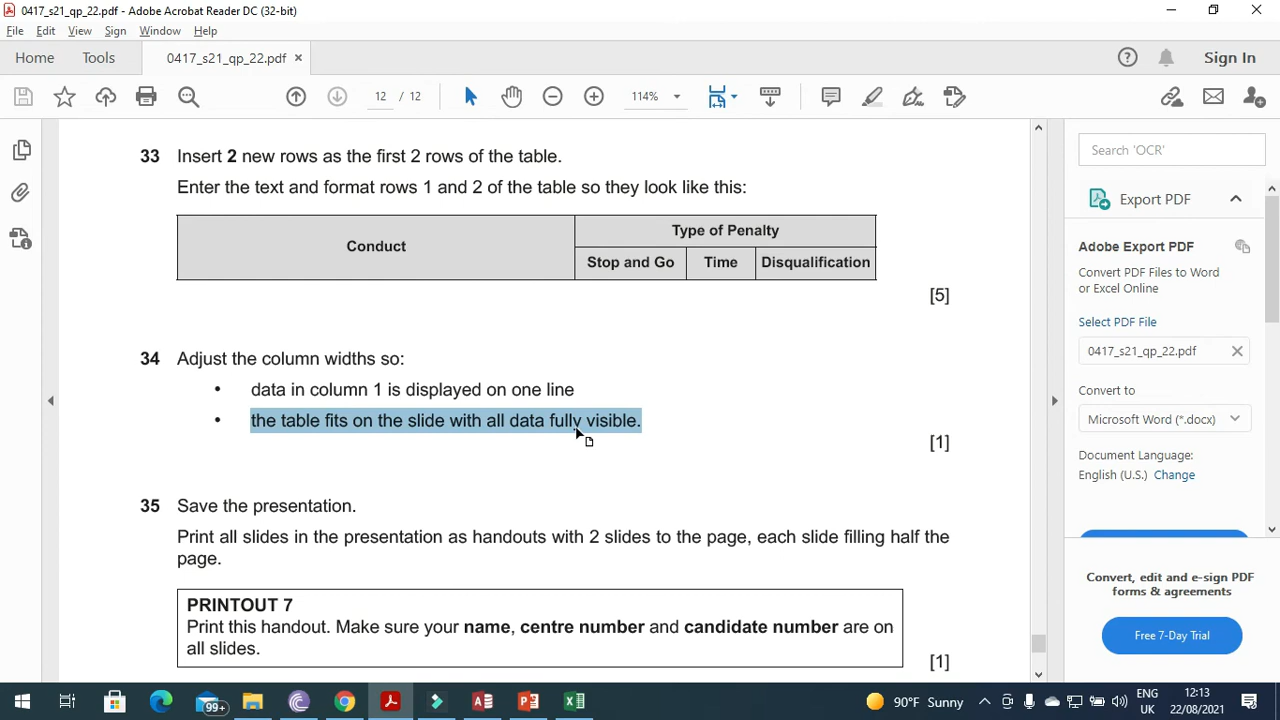 0417_s21_qp_22.pdf - Adobe Acrobat Reader DC (32-bit)
File Edit View Sign Window Help
Home Tools 0417_s21_qp_22.pdf ×
Sign In
12 / 12
114%
33 Insert 2 new rows as the first 2 rows of the table.
Enter the text and format rows 1 and 2 of the table so they look like this:
Conduct
Type of Penalty
Stop and Go Time Disqualification
[5]
34 Adjust the column widths so:
• data in column 1 is displayed on one line
• the table fits on the slide with all data fully visible.
[1]
35 Save the presentation.
Print all slides in the presentation as handouts with 2 slides to the page, each slide filling half the
page.
PRINTOUT 7
Print this handout. Make sure your name, centre number and candidate number are on
all slides.
[1]
Search 'OCR'
Export PDF
Adobe Export PDF
Convert PDF Files to Word
or Excel Online
Select PDF File
0417_s21_qp_22.pdf
Convert to
Microsoft Word (*.docx)
Document Language:
English (U.S.) Change
Convert, edit and e-sign PDF
forms & agreements
Free 7-Day Trial
99+
90°F Sunny
ENG
UK
12:13
22/08/2021